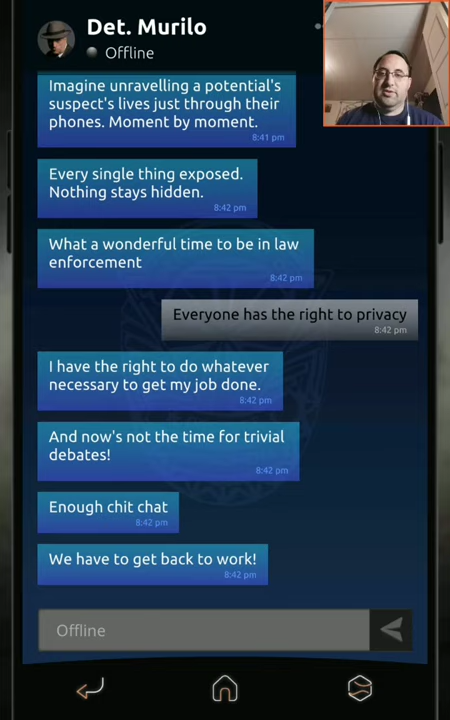 Det. Murilo
Offline
Imagine unravelling a potential's
suspect's lives just through their
phones. Moment by moment.
8:41 pm
Every single thing exposed.
Nothing stays hidden.
8:42 pm
What a wonderful time to be in law
enforcement
8:42 pm
Everyone has the right to privacy
8:42 pm
I have the right to do whatever
necessary to get my job done.
8:42 pm
And now's not the time for trivial
debates!
8:42 pm
Enough chit chat
8:42 pm
We have to get back to work!
8:42 pm
Offline